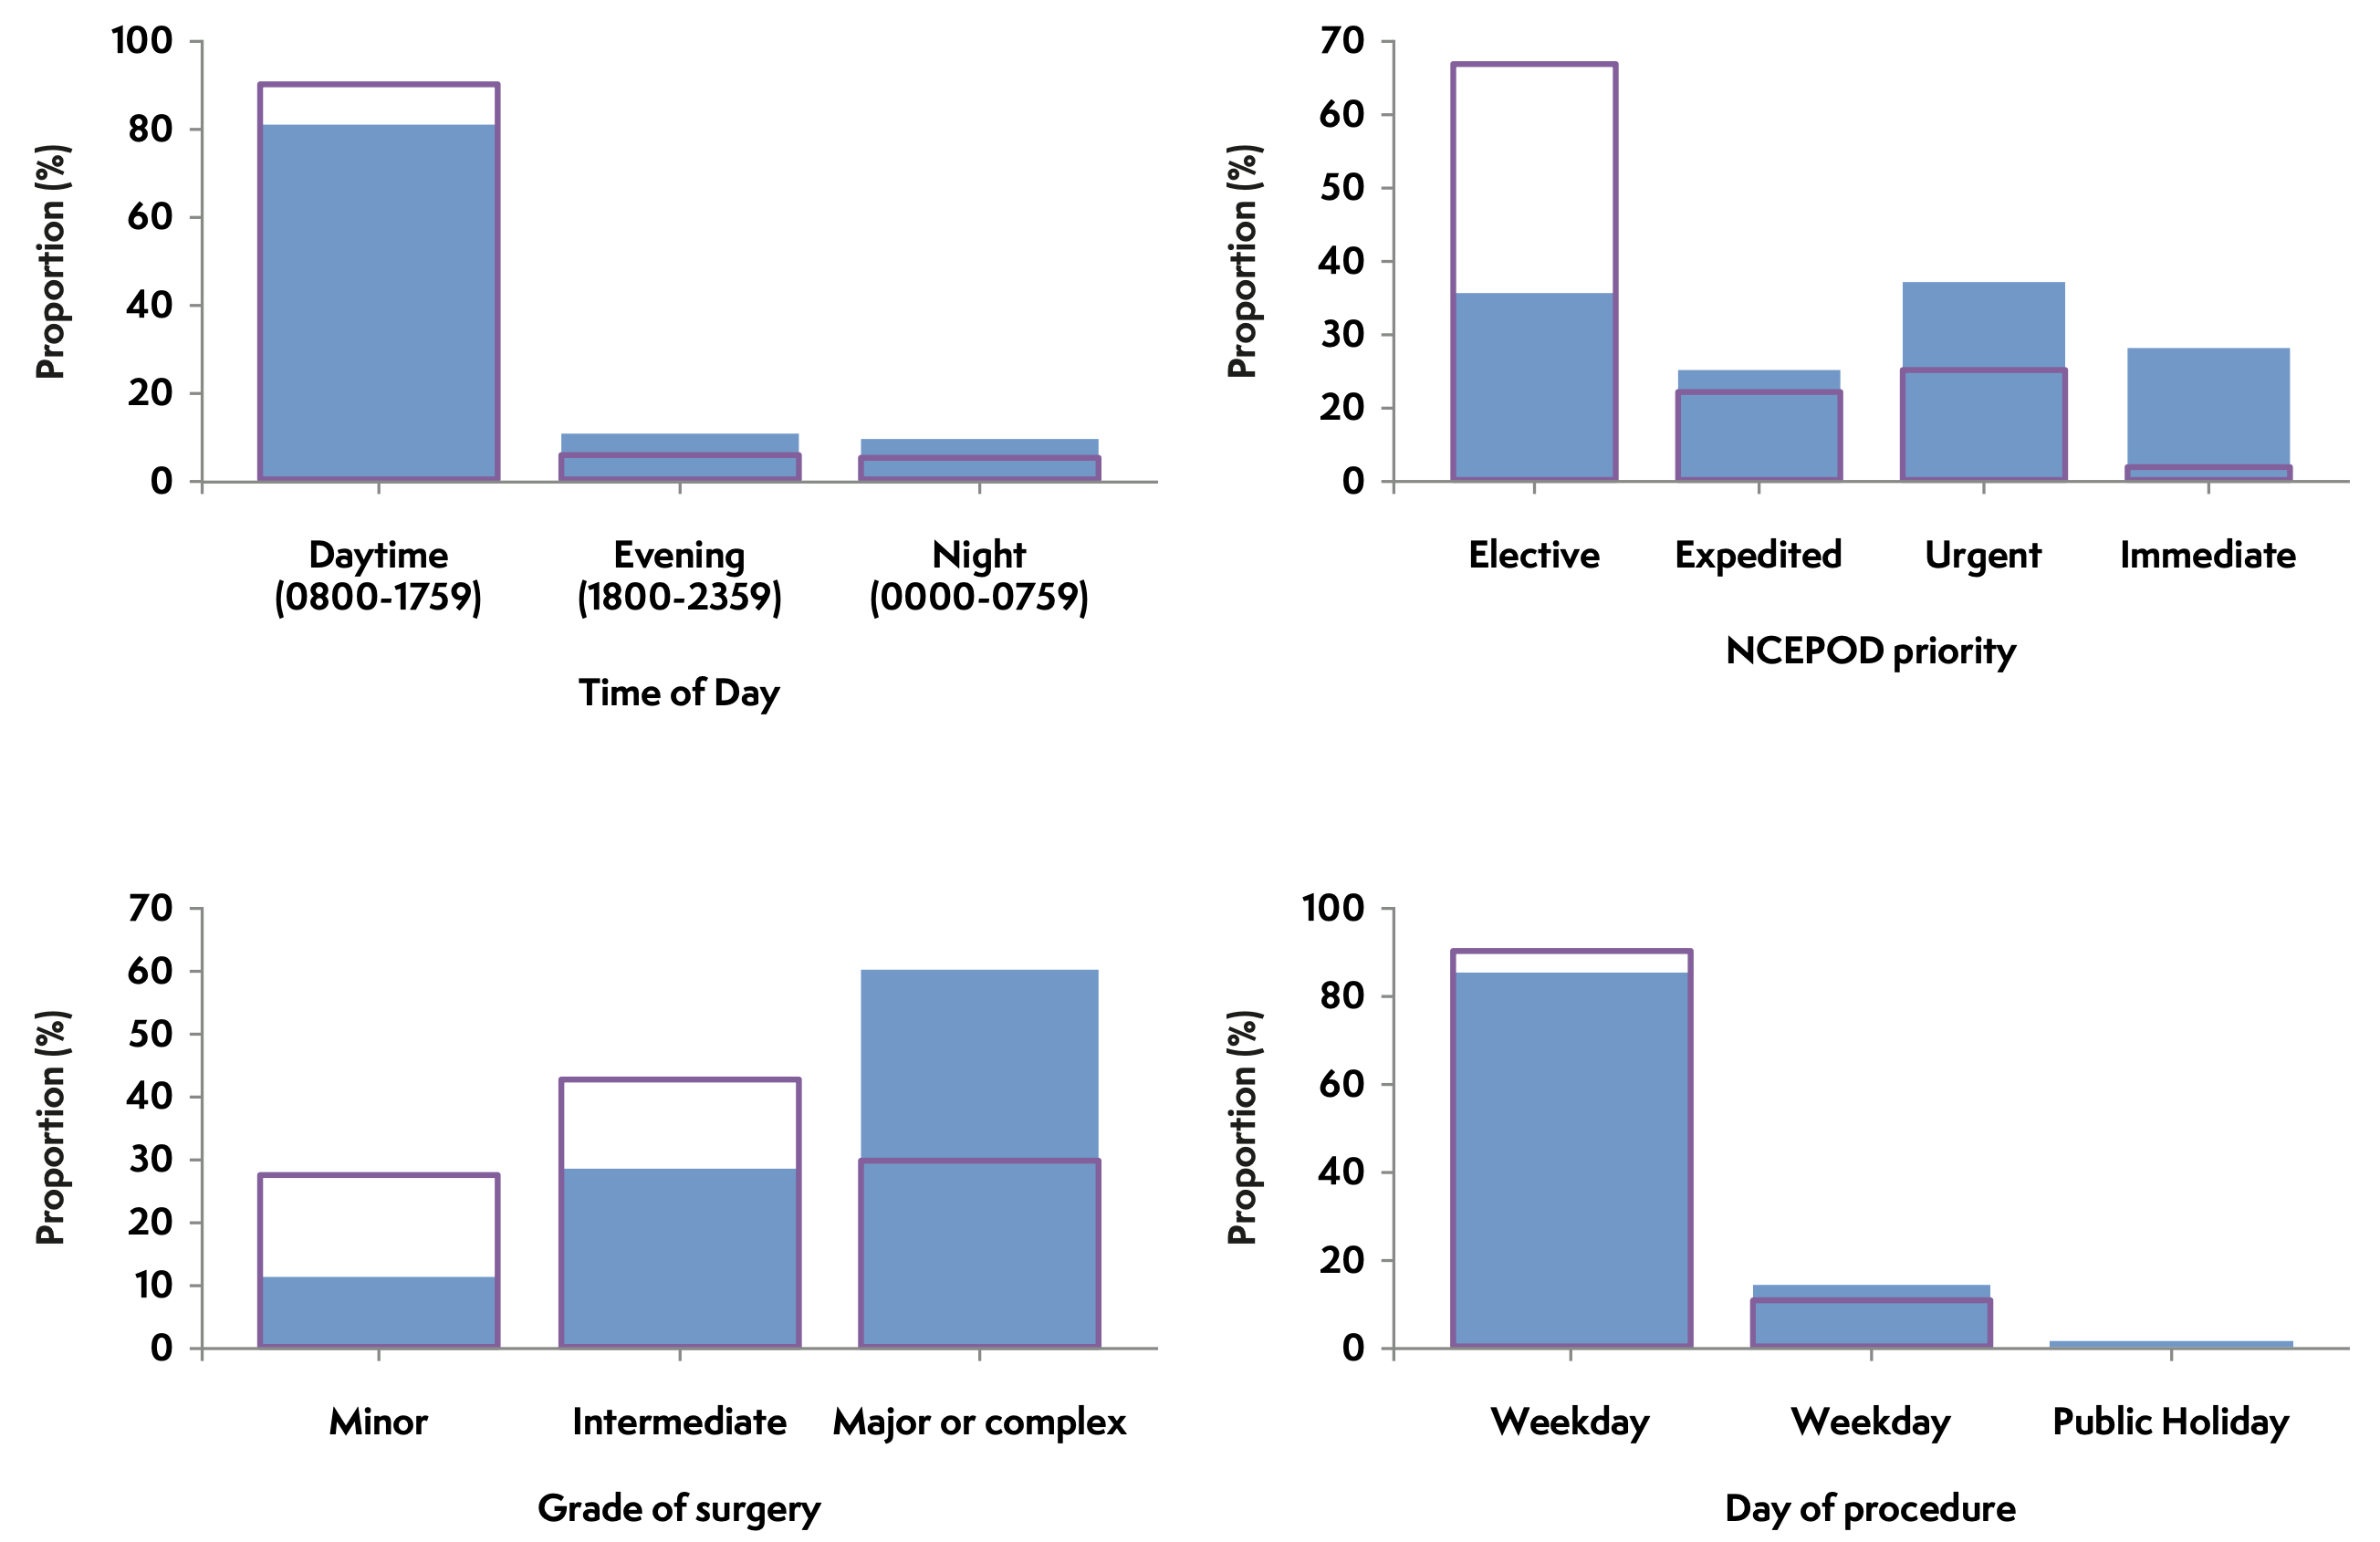 Proportion (%)
100
80
60
40
20
0
Daytime
(0800-1759)
Evening
(1800-2359)
Night
(0000-0759)
Time of Day
Proportion (%)
70
60
50
40
30
20
0
Elective
Expedited
Urgent
Immediate
NCEPOD priority
Proportion (%)
70
60
50
40
30
20
10
0
Minor
Intermediate
Major or complex
Grade of surgery
Proportion (%)
100
80
60
40
20
0
Weekday
Weekday
Public Holiday
Day of procedure